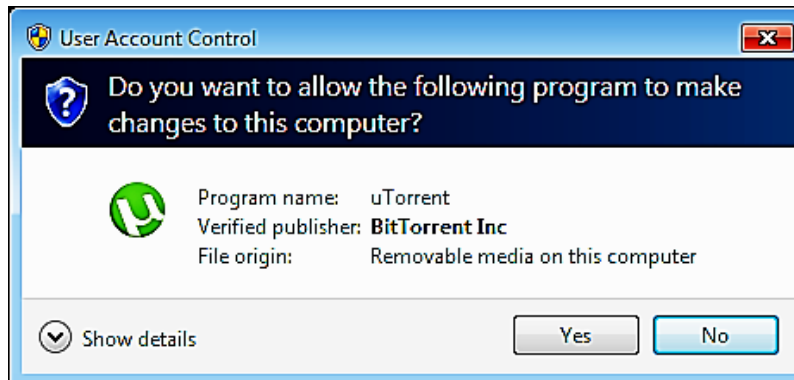 User Account Control
Do you want to allow the following program to make
changes to this computer?
Program name: uTorrent
Verified publisher: BitTorrent Inc
File origin: Removable media on this computer
Show details
Yes
No